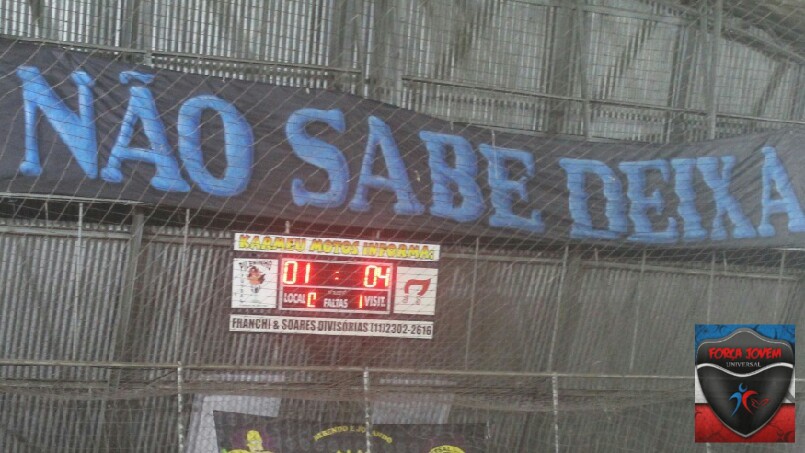 NÃO SABE DEIXA
KARMEU MOTOS INFORMA:
01 : 04
LOCAL 0 FALTAS 1 VISIT.
FRANCHI & SOARES DIVISÓRIAS (11)2302-2616
FORÇA JOVEM
UNIVERSAL